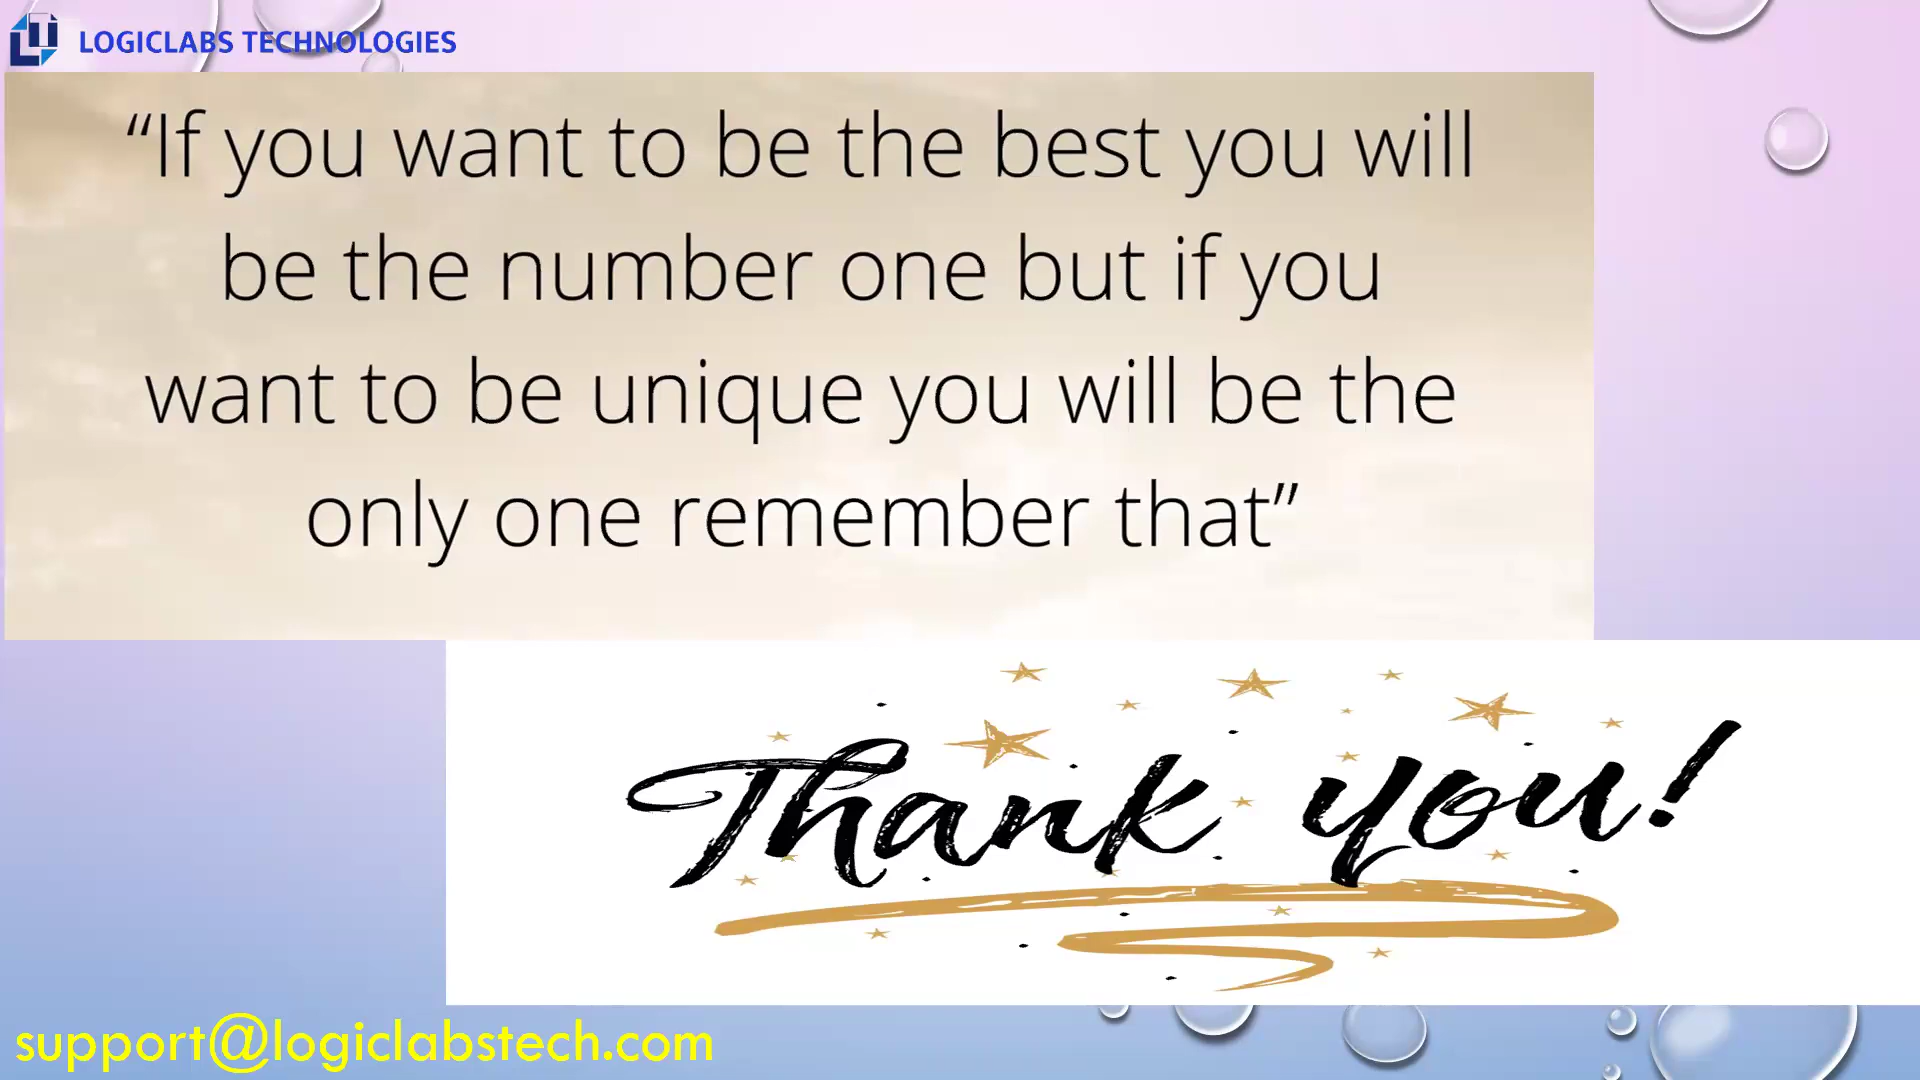 LOGICLABS TECHNOLOGIES
“If you want to be the best you will
be the number one but if you
want to be unique you will be the
only one remember that”
Thank you!
support@logiclabstech.com